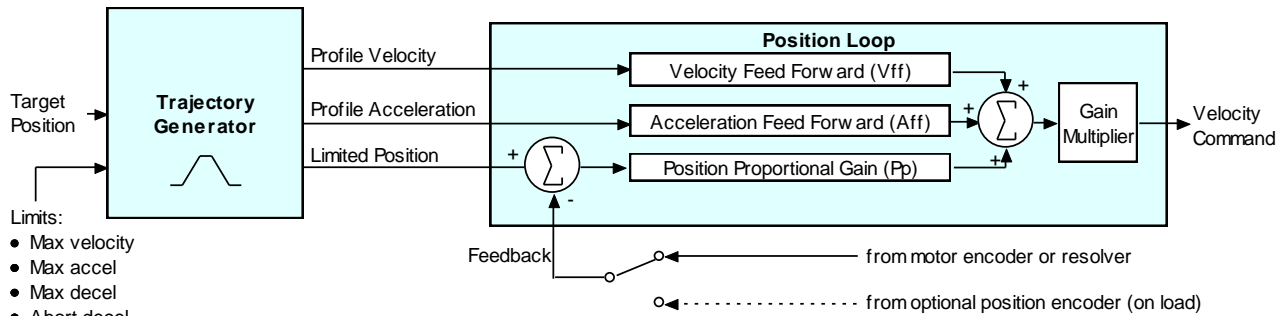 Position Loop
Profile Velocity
Velocity Feed Forward (Vff)
Target
Position
Trajectory
Generator
Profile Acceleration
Acceleration Feed Forward (Aff)
+
+
Σ
Gain
Multiplier
Velocity
Command
Limited Position
+
Σ
-
Position Proportional Gain (Pp)
+
Limits:
• Max velocity
• Max accel
• Max decel
• Abort decel
Feedback
from motor encoder or resolver
from optional position encoder (on load)